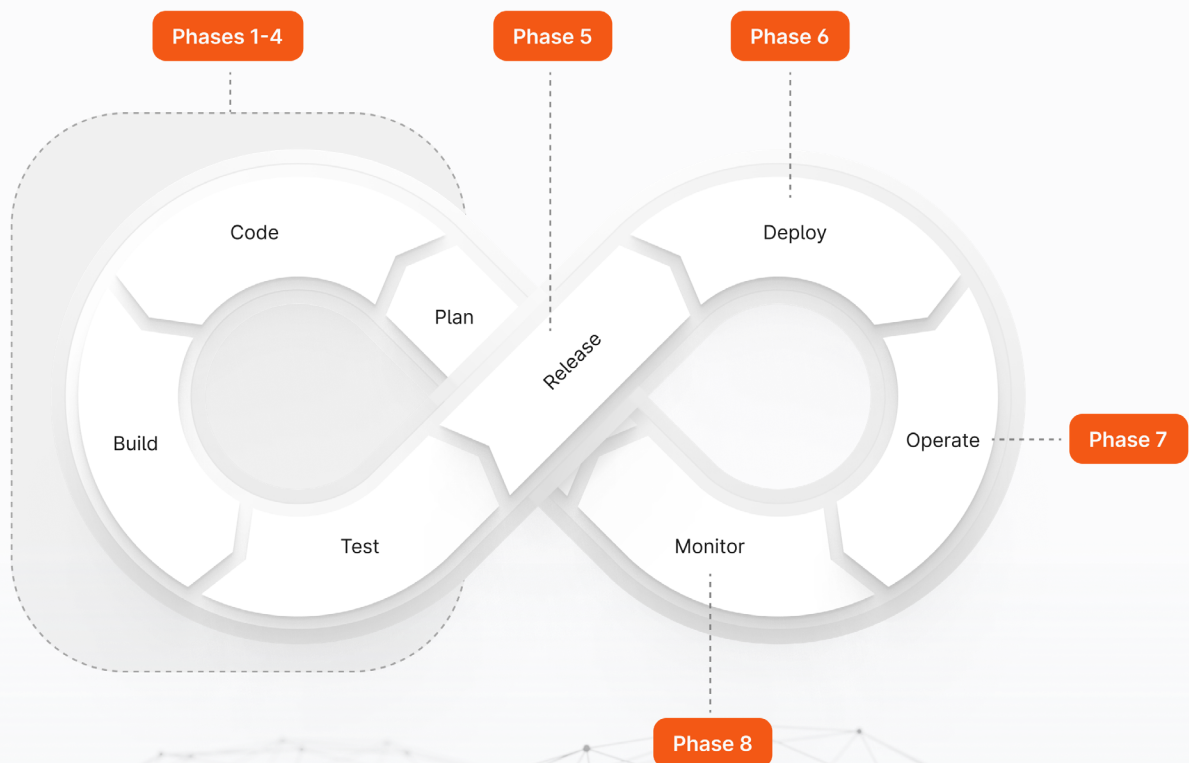 Phases 1-4
Phase 5
Phase 6
Code
Deploy
Plan
Release
Build
Operate
Phase 7
Test
Monitor
Phase 8